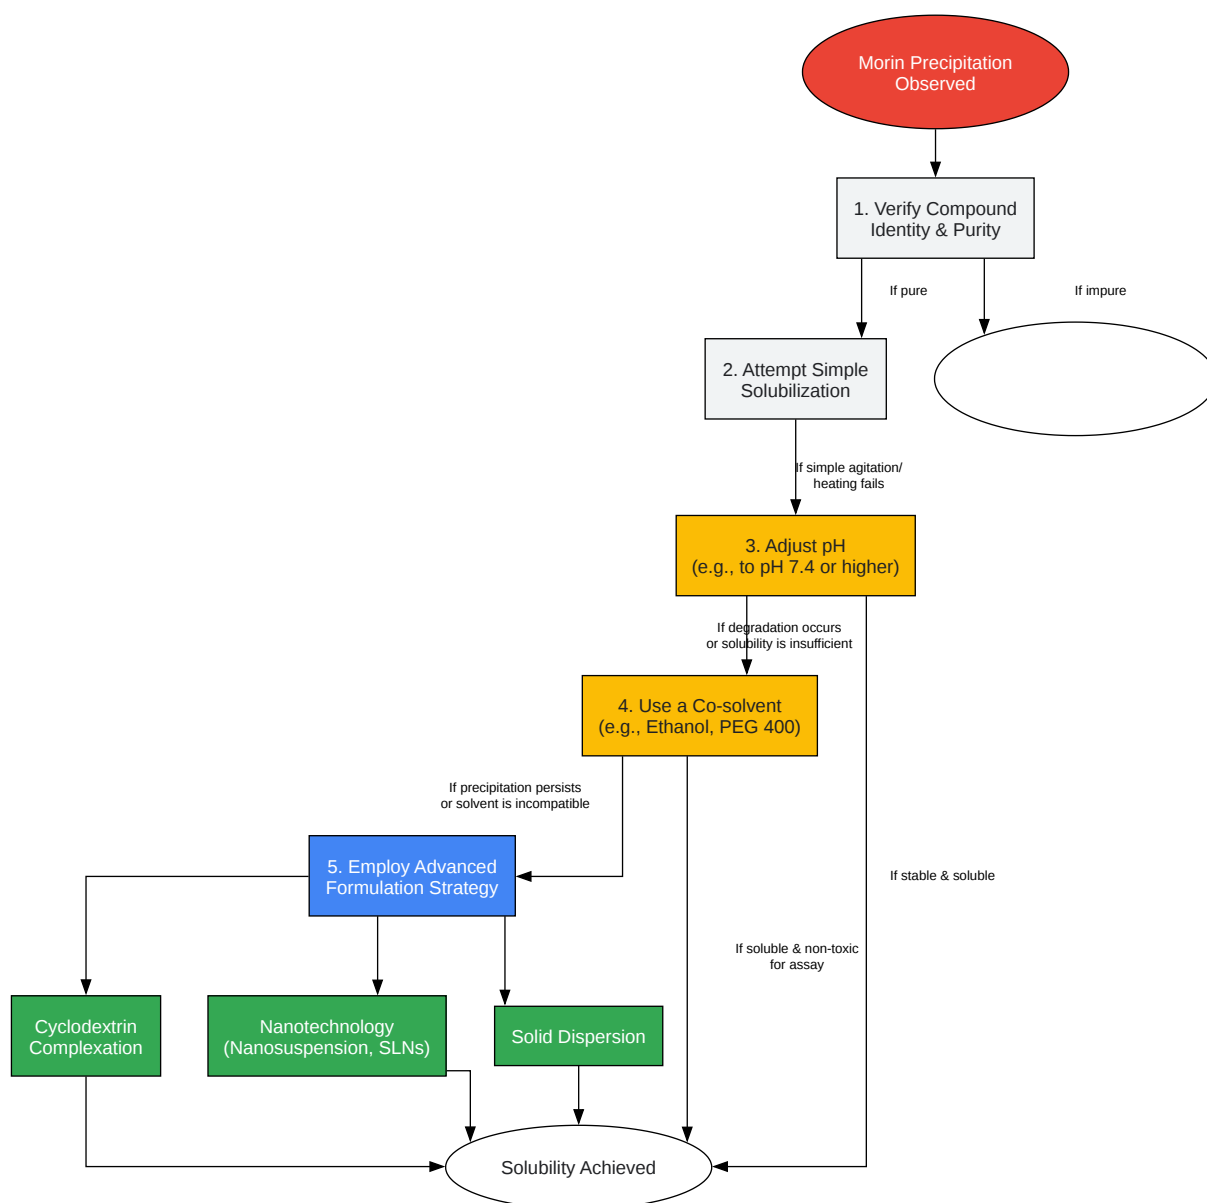 Morin Precipitation
Observed
1. Verify Compound
Identity & Purity
If pure
If impure
2. Attempt Simple
Solubilization
If simple agitation/
heating fails
3. Adjust pH
(e.g., to pH 7.4 or higher)
If degradation occurs
or solubility is insufficient
4. Use a Co-solvent
(e.g., Ethanol, PEG 400)
If precipitation persists
or solvent is incompatible
5. Employ Advanced
Formulation Strategy
If stable & soluble
If soluble & non-toxic
for assay
Cyclodextrin
Complexation
Nanotechnology
(Nanosuspension, SLNs)
Solid Dispersion
Solubility Achieved